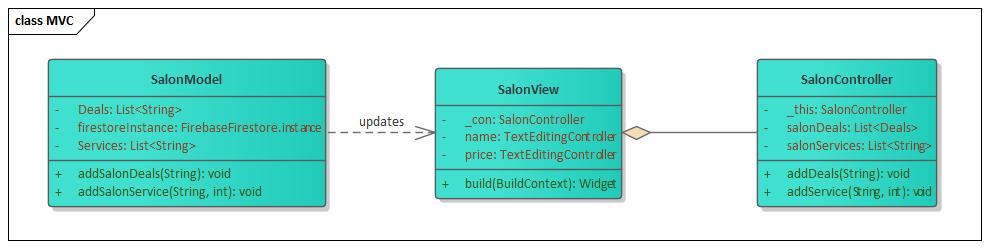 class MVC
SalonModel
- Deals: List<String>
- firestoreInstance: FirebaseFirestore.instance
- Services: List<String>
+ addSalonDeals(String): void
+ addSalonService(String, int): void
updates
SalonView
- _con: SalonController
- name: TextEditingController
- price: TextEditingController
+ build(BuildContext): Widget
SalonController
- _this: SalonController
- salonDeals: List<Deals>
- salonServices: List<String>
+ addDeals(String): void
+ addService(String, int): void